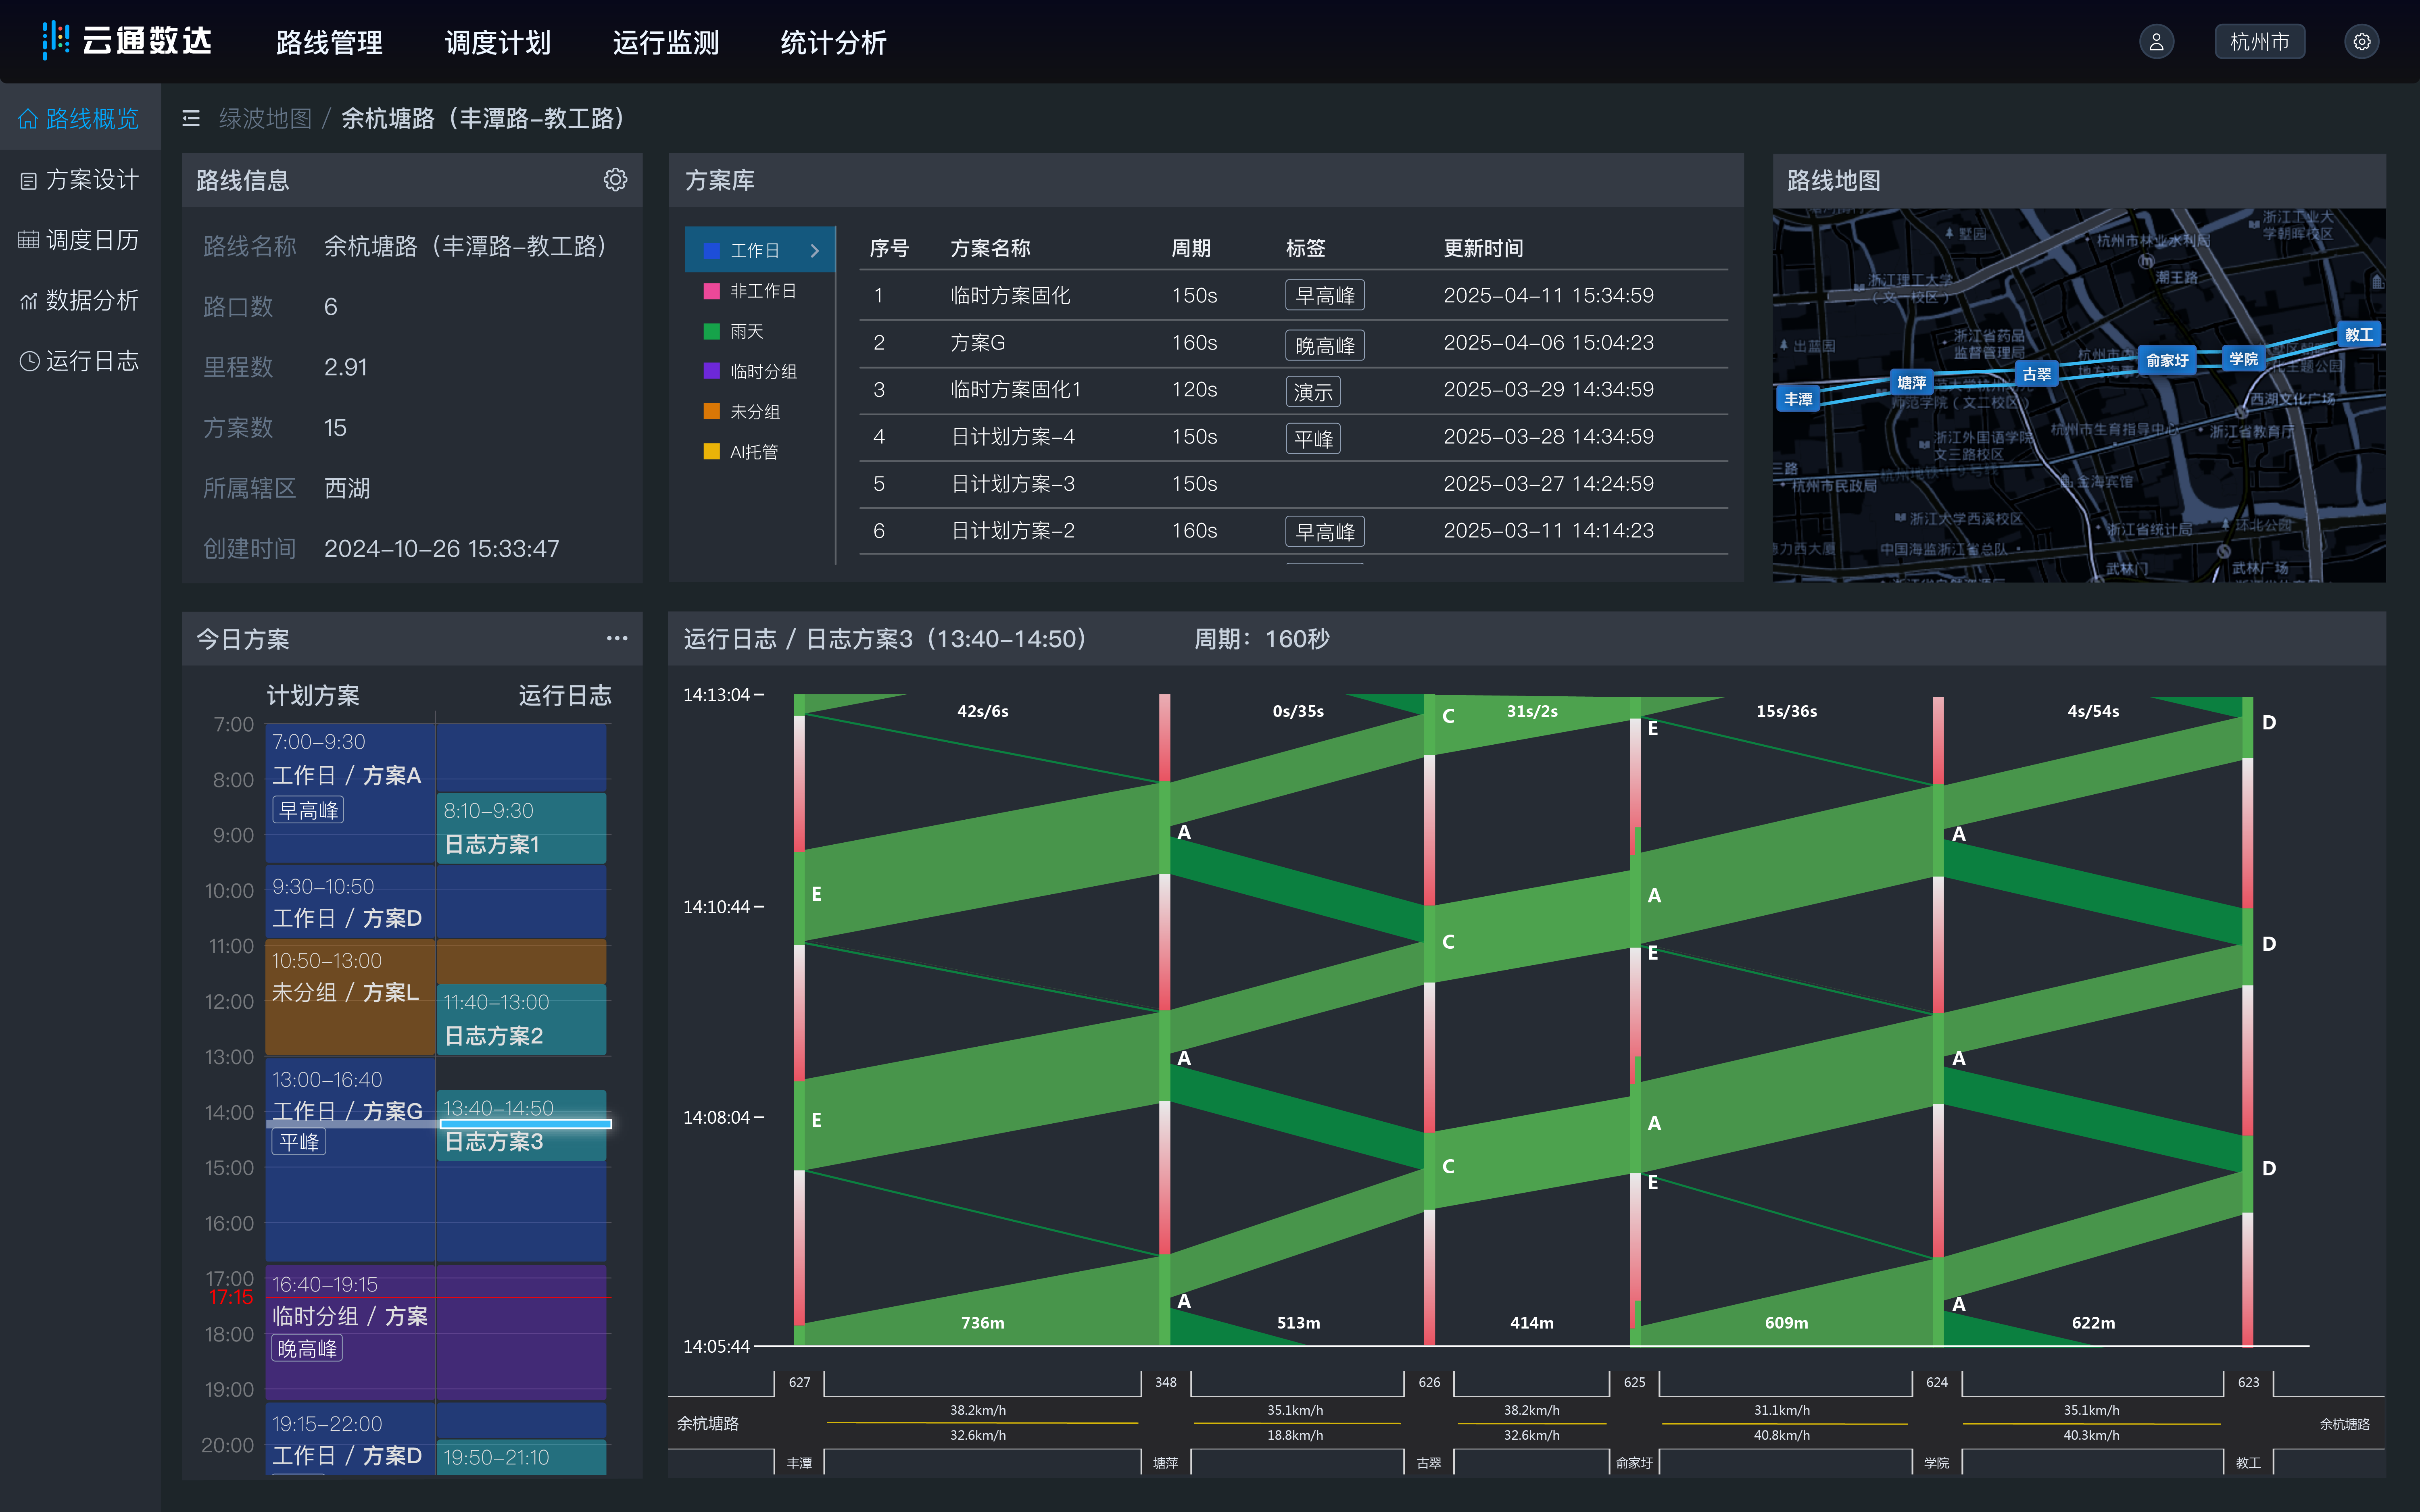 云通数达
路线管理 调度计划 运行监测 统计分析
杭州市
路线概览
方案设计
调度日历
数据分析
运行日志
绿波地图 / 余杭塘路（丰潭路-教工路）
路线信息
路线名称 余杭塘路（丰潭路-教工路）
路口数 6
里程数 2.91
方案数 15
所属辖区 西湖
创建时间 2024-10-26 15:33:47
方案库
工作日
非工作日
雨天
临时分组
未分组
AI托管
序号 方案名称 周期 标签 更新时间
1 临时方案固化 150s 早高峰 2025-04-11 15:34:59
2 方案G 160s 晚高峰 2025-04-06 15:04:23
3 临时方案固化1 120s 演示 2025-03-29 14:34:59
4 日计划方案-4 150s 平峰 2025-03-28 14:34:59
5 日计划方案-3 150s 2025-03-27 14:24:59
6 日计划方案-2 160s 早高峰 2025-03-11 14:14:23
路线地图
浙江工业大
学朝晖校区
墅园
杭州市林业水利局
潮王路
浙江理工大学
（文一校区）
出蓝园
浙江省药品
监督管理局
教工
学院
俞家圩
古翠
塘萍
丰潭
西湖文化广场
杭州市生育指导中心
浙江省教育厅
浙江外国语学院
文三路校区
三路
杭州市民政局
金海宾馆
浙江大学西溪校区
浙江省统计局
环北公园
德力西大厦
中国海监浙江省总队
武林门
武林广场
今日方案
计划方案 运行日志
7:00
8:00
9:00
10:00
11:00
12:00
13:00
14:00
15:00
16:00
17:00
17:15
18:00
19:00
20:00
7:00-9:30
工作日 / 方案A
早高峰
9:30-10:50
工作日 / 方案D
10:50-13:00
未分组 / 方案L
13:00-16:40
工作日 / 方案G
平峰
16:40-19:15
临时分组 / 方案
晚高峰
19:15-22:00
工作日 / 方案D
8:10-9:30
日志方案1
11:40-13:00
日志方案2
13:40-14:50
日志方案3
19:50-21:10
运行日志 / 日志方案3（13:40-14:50） 周期：160秒
14:13:04
14:10:44
14:08:04
14:05:44
42s/6s 0s/35s 31s/2s 15s/36s 4s/54s
C E D
A A
E A
C E D
A A
E A
C E D
A A
736m 513m 414m 609m 622m
627 348 626 625 624 623
38.2km/h 35.1km/h 38.2km/h 31.1km/h 35.1km/h
余杭塘路 余杭塘路
32.6km/h 18.8km/h 32.6km/h 40.8km/h 40.3km/h
丰潭 塘萍 古翠 俞家圩 学院 教工